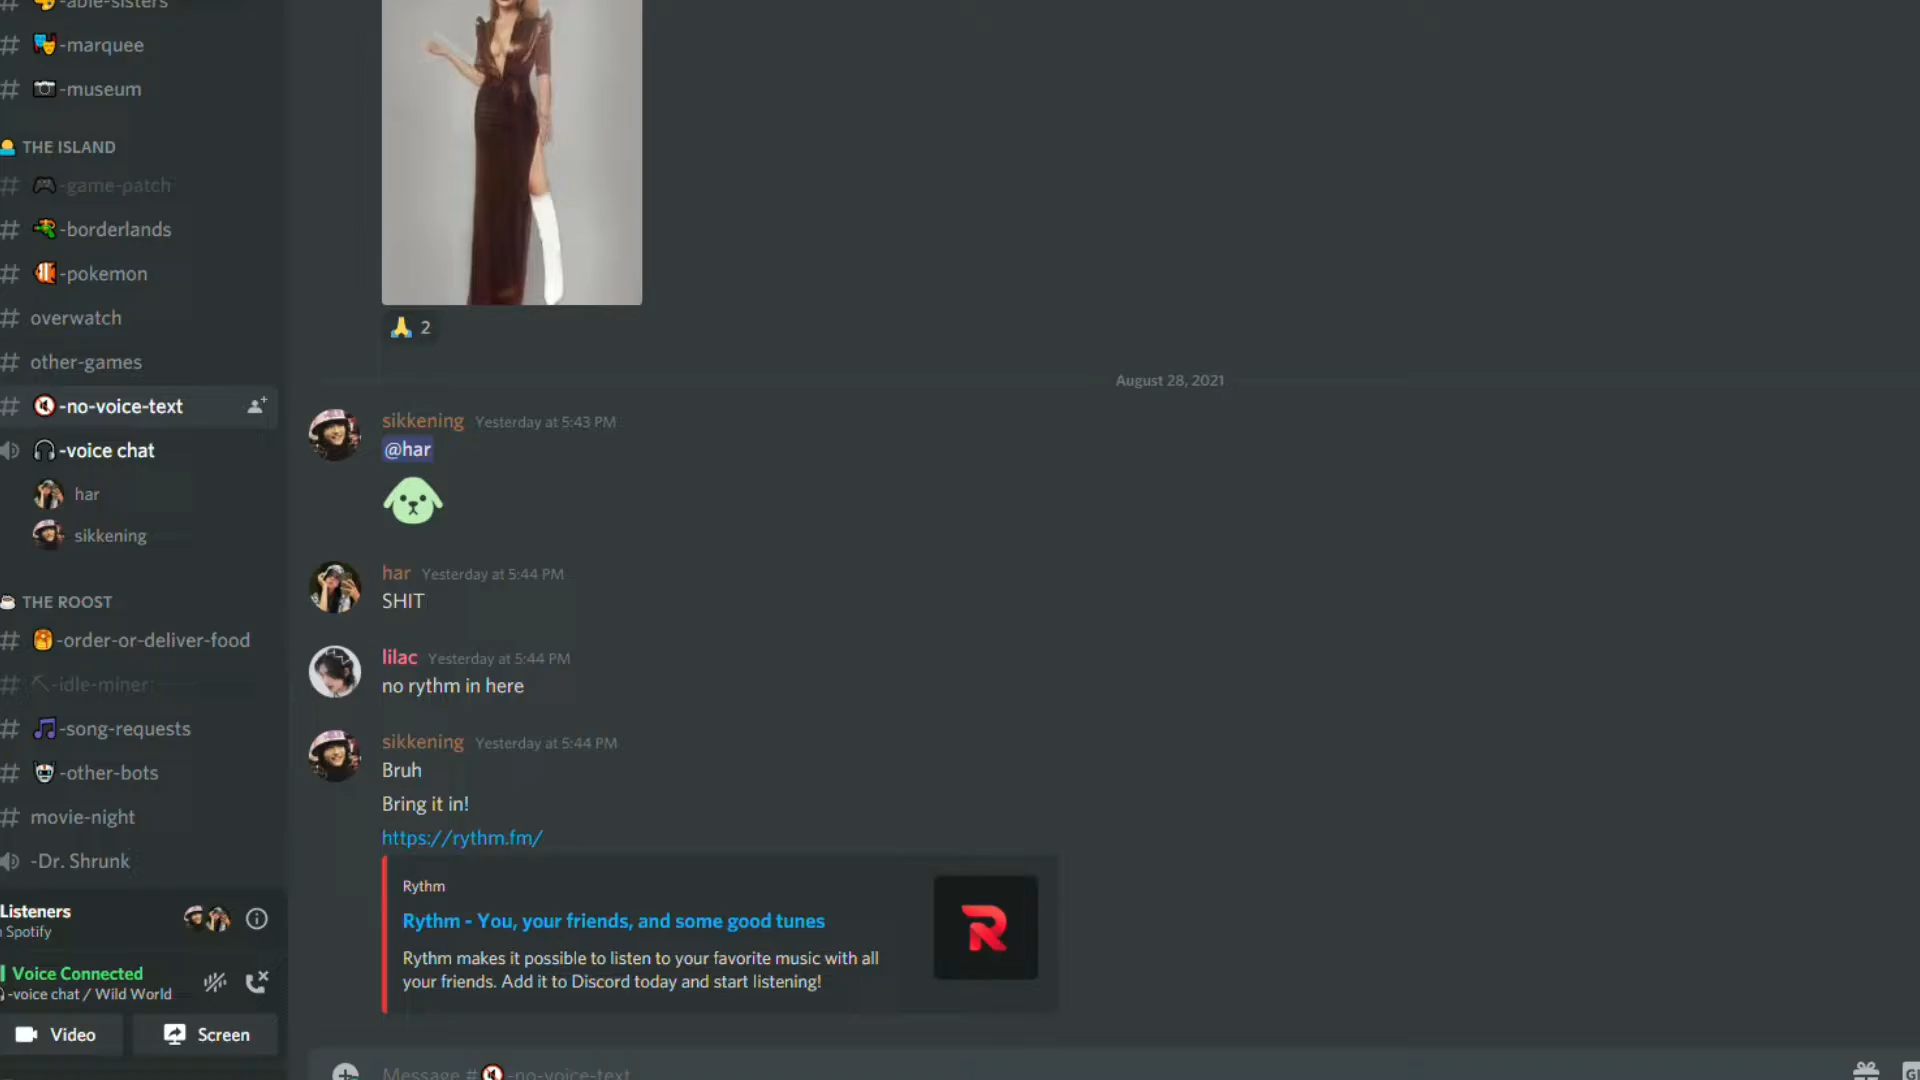 # -able-sisters
# -marquee
# -museum
THE ISLAND
# -game-patch
# -borderlands
# -pokemon
# overwatch
# other-games
# -no-voice-text
-voice chat
har
sikkening
THE ROOST
# -order-or-deliver-food
# -idle-miner
# -song-requests
# -other-bots
# movie-night
-Dr. Shrunk
Listeners
Spotify
Voice Connected
-voice chat / Wild World
Video
Screen
2
August 28, 2021
sikkening Yesterday at 5:43 PM
@har
har Yesterday at 5:44 PM
SHIT
lilac Yesterday at 5:44 PM
no rythm in here
sikkening Yesterday at 5:44 PM
Bruh
Bring it in!
https://rythm.fm/
Rythm
Rythm - You, your friends, and some good tunes
Rythm makes it possible to listen to your favorite music with all
your friends. Add it to Discord today and start listening!
R
Message # -no-voice-text